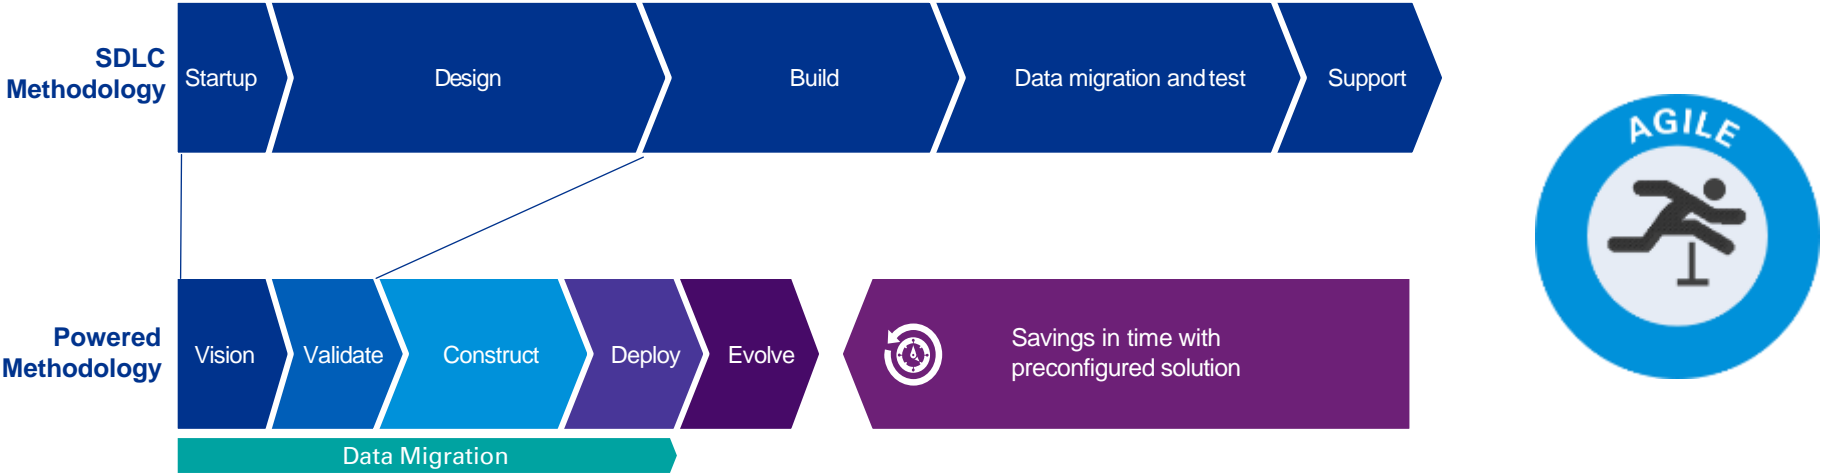 SDLC
Methodology
Startup
Design
Build
Data migration and test
Support
AGILE
Powered
Methodology
Vision
Validate
Construct
Deploy
Evolve
Savings in time with
preconfigured solution
Data Migration